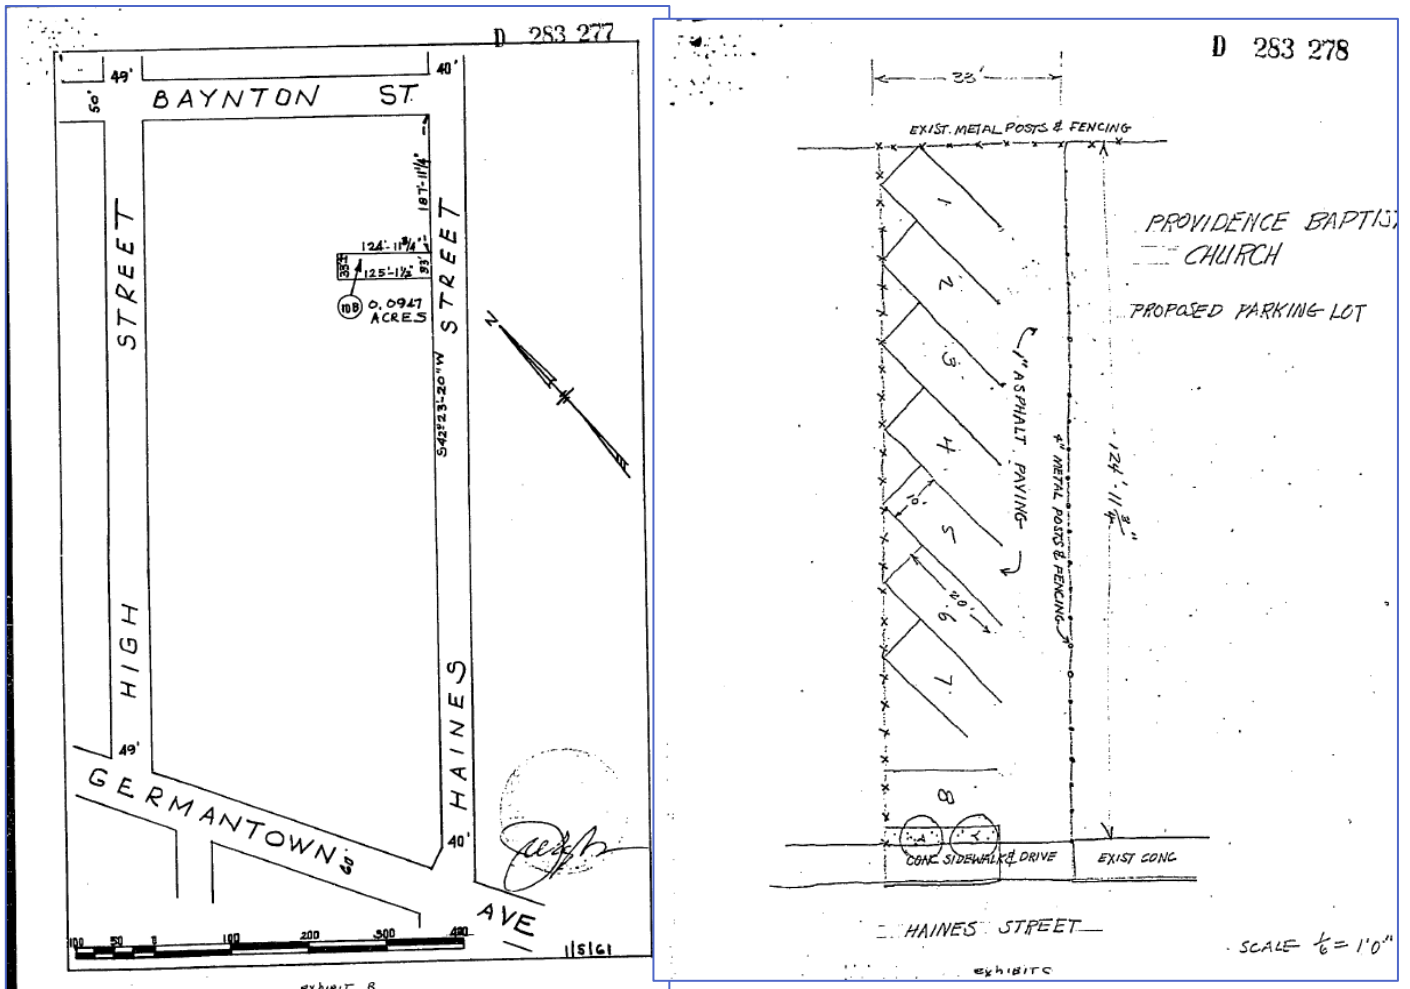 D 283 277
49'
40'
50'
BAYNTON ST.
187'-11¼"
STREET
STREET
124'-11¾"
33'
125'-1½"
33'
10B
0.0947
ACRES
N
S42°23'-20"W
HIGH
HAINES
49'
GERMANTOWN
60'
40'
AVE
100 50 0 100 200 300 400
1/5/61
EXHIBIT B
D 283 278
33'
EXIST. METAL POSTS & FENCING
1
2
3
4
5
6
7
8
10'
20'
1" ASPHALT PAVING
4" METAL POSTS & FENCING
124'-11¾"
PROVIDENCE BAPTIS
CHURCH
PROPOSED PARKING LOT
CONC. SIDEWALK & DRIVE
EXIST CONC
HAINES STREET
SCALE 1/6 = 1'0"
EXHIBIT C